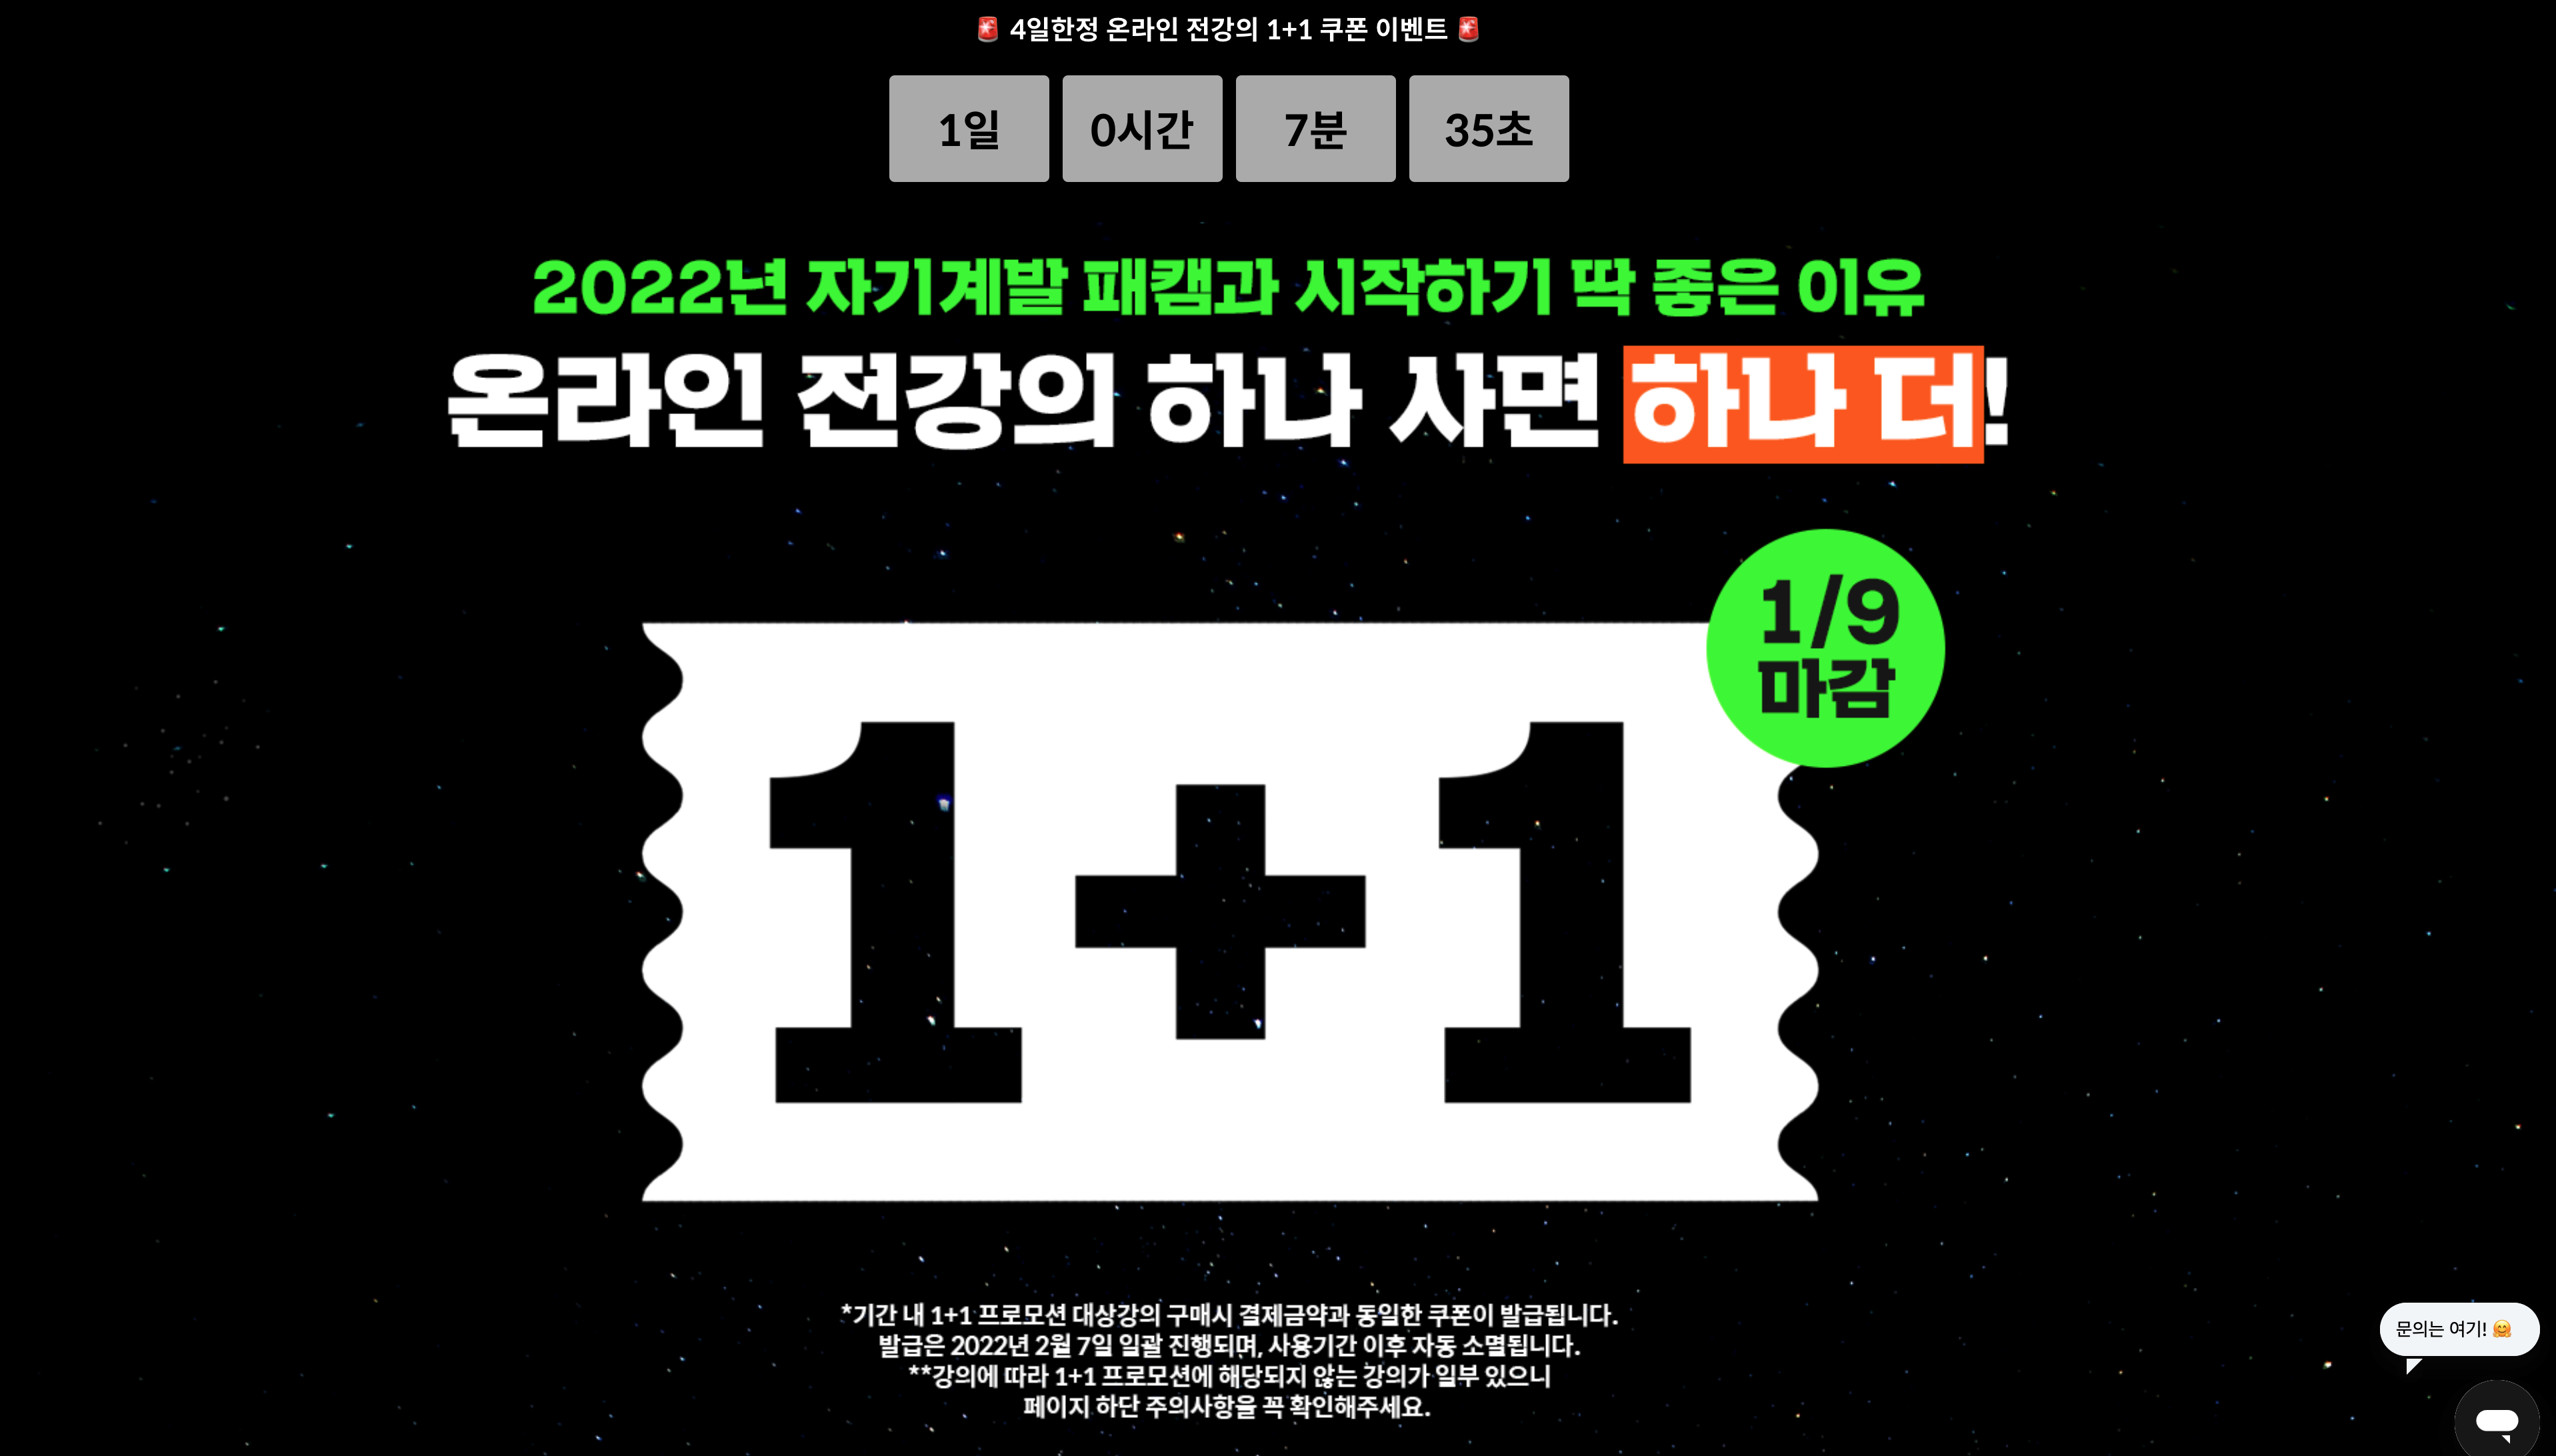 🚨 4일한정 온라인 전강의 1+1 쿠폰 이벤트 🚨
1일 0시간 7분 35초
2022년 자기계발 패캠과 시작하기 딱 좋은 이유
온라인 전강의 하나 사면 하나 더!
1/9
마감
1+1
*기간 내 1+1 프로모션 대상강의 구매시 결제금약과 동일한 쿠폰이 발급됩니다.
발급은 2022년 2월 7일 일괄 진행되며, 사용기간 이후 자동 소멸됩니다.
**강의에 따라 1+1 프로모션에 해당되지 않는 강의가 일부 있으니
페이지 하단 주의사항을 꼭 확인해주세요.
문의는 여기! 🤗